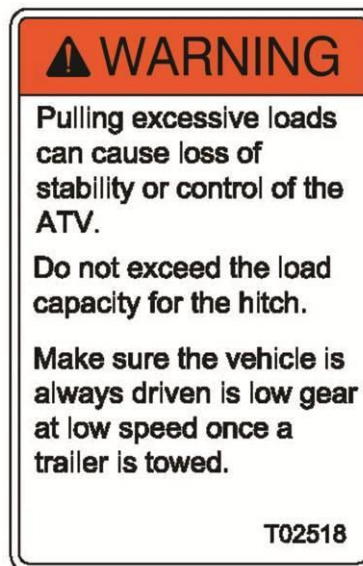 WARNING
Pulling excessive loads
can cause loss of
stability or control of the
ATV.
Do not exceed the load
capacity for the hitch.
Make sure the vehicle is
always driven is low gear
at low speed once a
trailer is towed.
T02518